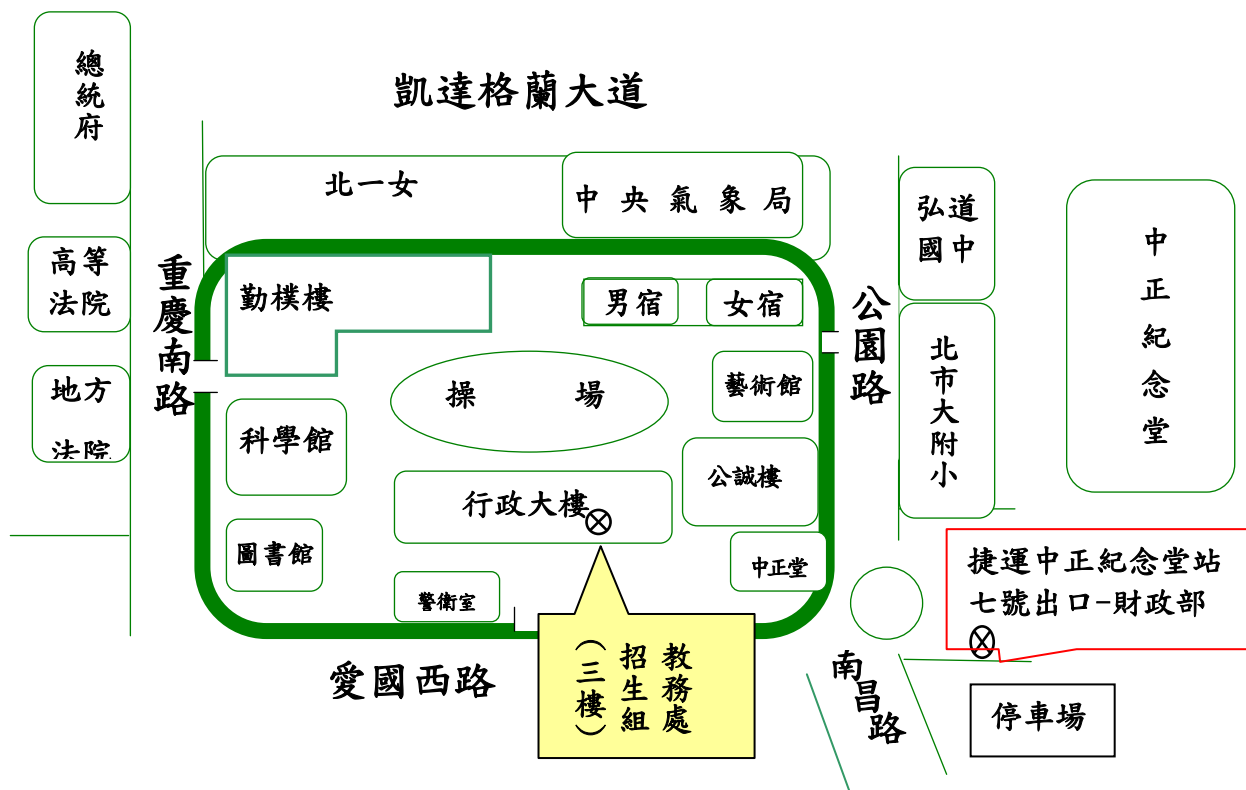 總統府
凱達格蘭大道
北一女
中央氣象局
弘道
國中
中正紀念堂
高等
法院
重慶南路
勤樸樓
男宿
女宿
公園路
北市大附小
地方
法院
操場
藝術館
科學館
公誠樓
行政大樓
圖書館
中正堂
警衛室
捷運中正紀念堂站
七號出口-財政部
教務處
招生組
(三樓)
愛國西路
南昌路
停車場